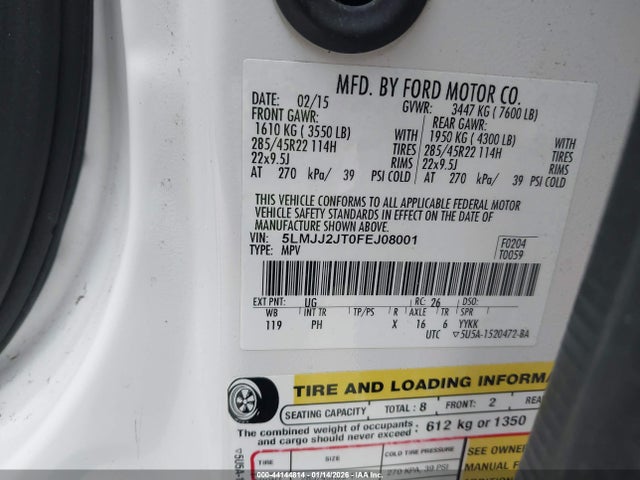 MFD. BY FORD MOTOR CO.
DATE: 02/15 GVWR: 3447 KG ( 7600 LB)
FRONT GAWR: REAR GAWR:
1610 KG ( 3550 LB) WITH 1950 KG ( 4300 LB) WITH
285/45R22 114H TIRES 285/45R22 114H TIRES
22x9.5J RIMS 22x9.5J RIMS
AT 270 kPa/ 39 PSI COLD AT 270 kPa/ 39 PSI COLD
THIS VEHICLE CONFORMS TO ALL APPLICABLE FEDERAL MOTOR
VEHICLE SAFETY STANDARDS IN EFFECT ON THE DATE OF
MANUFACTURE SHOWN ABOVE.
VIN: 5LMJJ2JT0FEJ08001 F0204
TYPE: MPV T0059
EXT PNT: UG RC: 26 DSO:
WB INT TR TP/PS R AXLE TR SPR
119 PH X 16 6 YYKK
UTC ▽5U5A-1520472-BA
TIRE AND LOADING INFORMA
SEATING CAPACITY TOTAL: 8 FRONT: 2 REA
The combined weight of occupants
and cargo should never exceed: 612 kg or 1350
TIRE SIZE COLD TIRE PRESSURE SEE OWNER
270 KPA, 39 PSI MANUAL F
ADDITION
IAA: 44144814 | 01/14/2026 - IAA Inc.